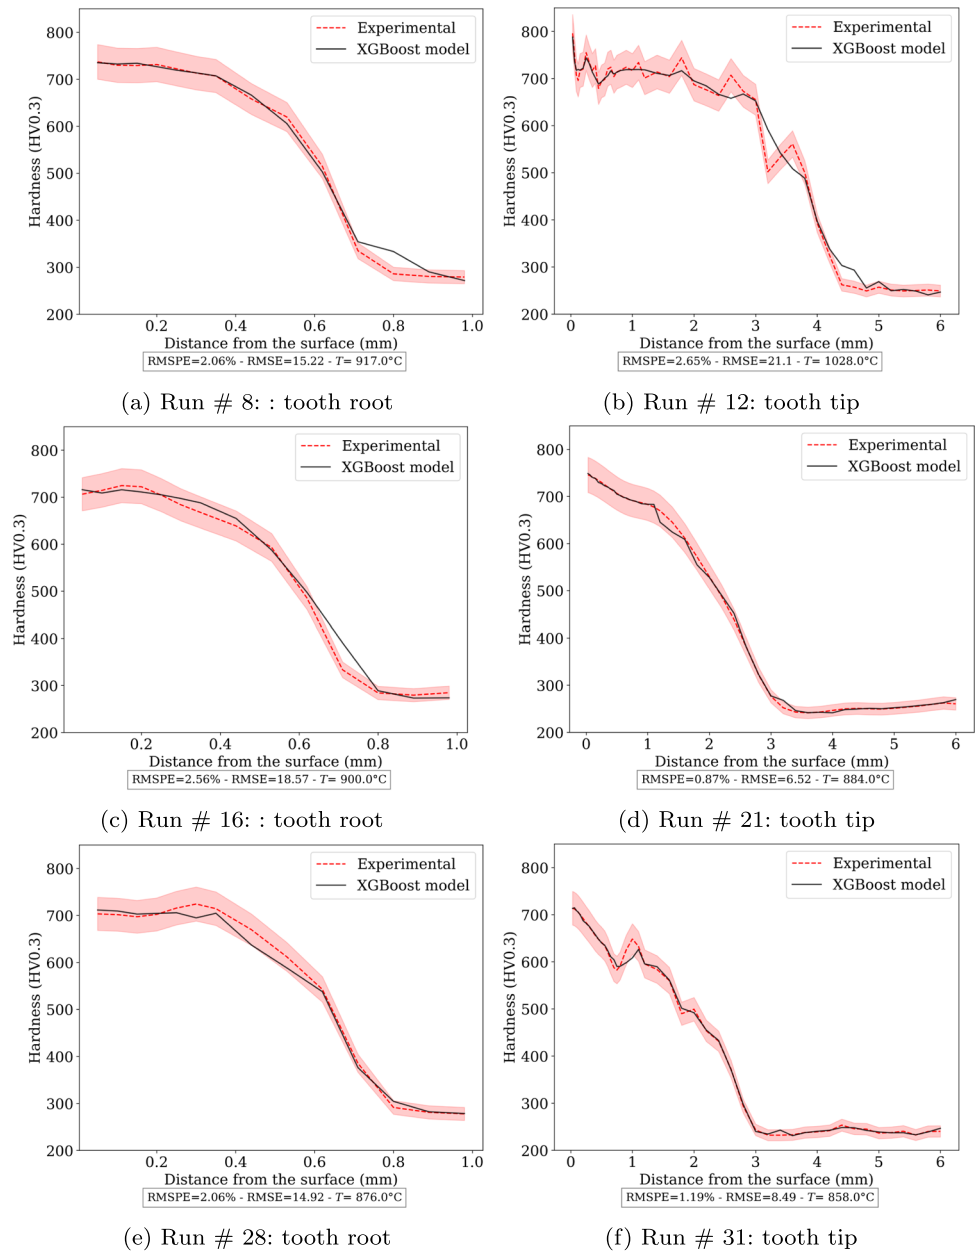 800
700
600
500
400
300
200
Hardness (HV0.3)
Experimental
XGBoost model
0.2 0.4 0.6 0.8 1.0
Distance from the surface (mm)
RMSPE=2.06% - RMSE=15.22 - T= 917.0°C
(a) Run # 8: : tooth root
800
700
600
500
400
300
200
Hardness (HV0.3)
Experimental
XGBoost model
0 1 2 3 4 5 6
Distance from the surface (mm)
RMSPE=2.65% - RMSE=21.1 - T= 1028.0°C
(b) Run # 12: tooth tip
800
700
600
500
400
300
200
Hardness (HV0.3)
Experimental
XGBoost model
0.2 0.4 0.6 0.8 1.0
Distance from the surface (mm)
RMSPE=2.56% - RMSE=18.57 - T= 900.0°C
(c) Run # 16: : tooth root
800
700
600
500
400
300
200
Hardness (HV0.3)
Experimental
XGBoost model
0 1 2 3 4 5 6
Distance from the surface (mm)
RMSPE=0.87% - RMSE=6.52 - T= 884.0°C
(d) Run # 21: tooth tip
800
700
600
500
400
300
200
Hardness (HV0.3)
Experimental
XGBoost model
0.2 0.4 0.6 0.8 1.0
Distance from the surface (mm)
RMSPE=2.06% - RMSE=14.92 - T= 876.0°C
(e) Run # 28: tooth root
800
700
600
500
400
300
200
Hardness (HV0.3)
Experimental
XGBoost model
0 1 2 3 4 5 6
Distance from the surface (mm)
RMSPE=1.19% - RMSE=8.49 - T= 858.0°C
(f) Run # 31: tooth tip